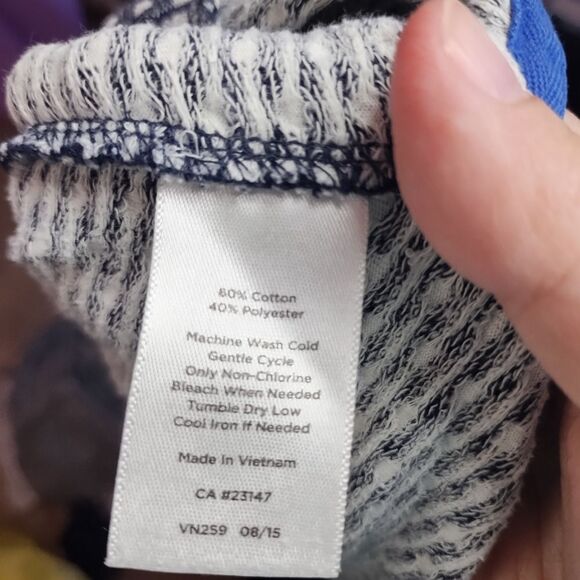 60% Cotton
40% Polyester
Machine Wash Cold
Gentle Cycle
Only Non-Chlorine
Bleach When Needed
Tumble Dry Low
Cool Iron If Needed
Made In Vietnam
CA #23147
VN259 08/15